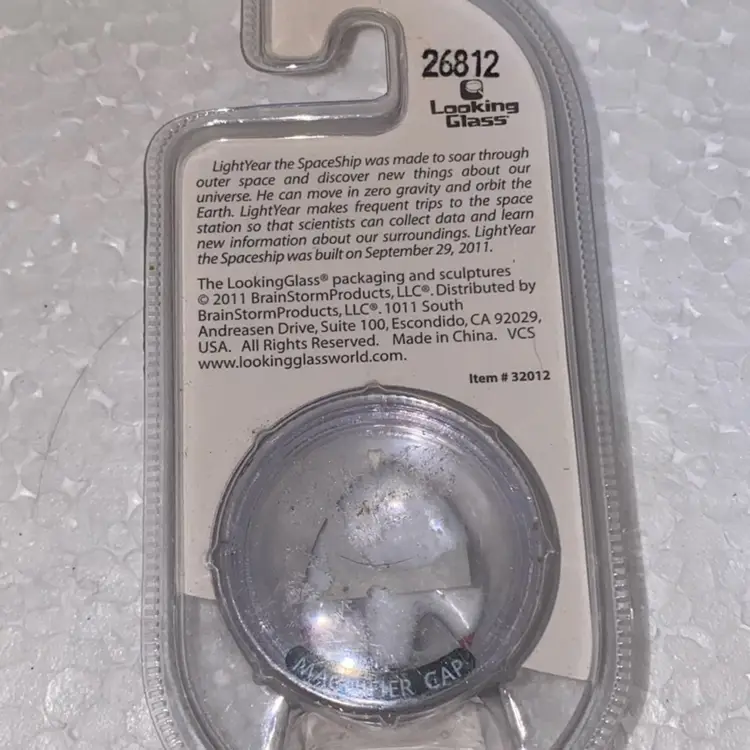 26812
Looking
Glass
LightYear the SpaceShip was made to soar through
outer space and discover new things about our
universe. He can move in zero gravity and orbit the
Earth. LightYear makes frequent trips to the space
station so that scientists can collect data and learn
new information about our surroundings. LightYear
the Spaceship was built on September 29, 2011.
The LookingGlass® packaging and sculptures
© 2011 BrainStormProducts, LLC®. Distributed by
BrainStormProducts, LLC®. 1011 South
Andreasen Drive, Suite 100, Escondido, CA 92029,
USA. All Rights Reserved. Made in China. VCS
www.lookingglassworld.com.
Item # 32012
MAGNIFIER CAP